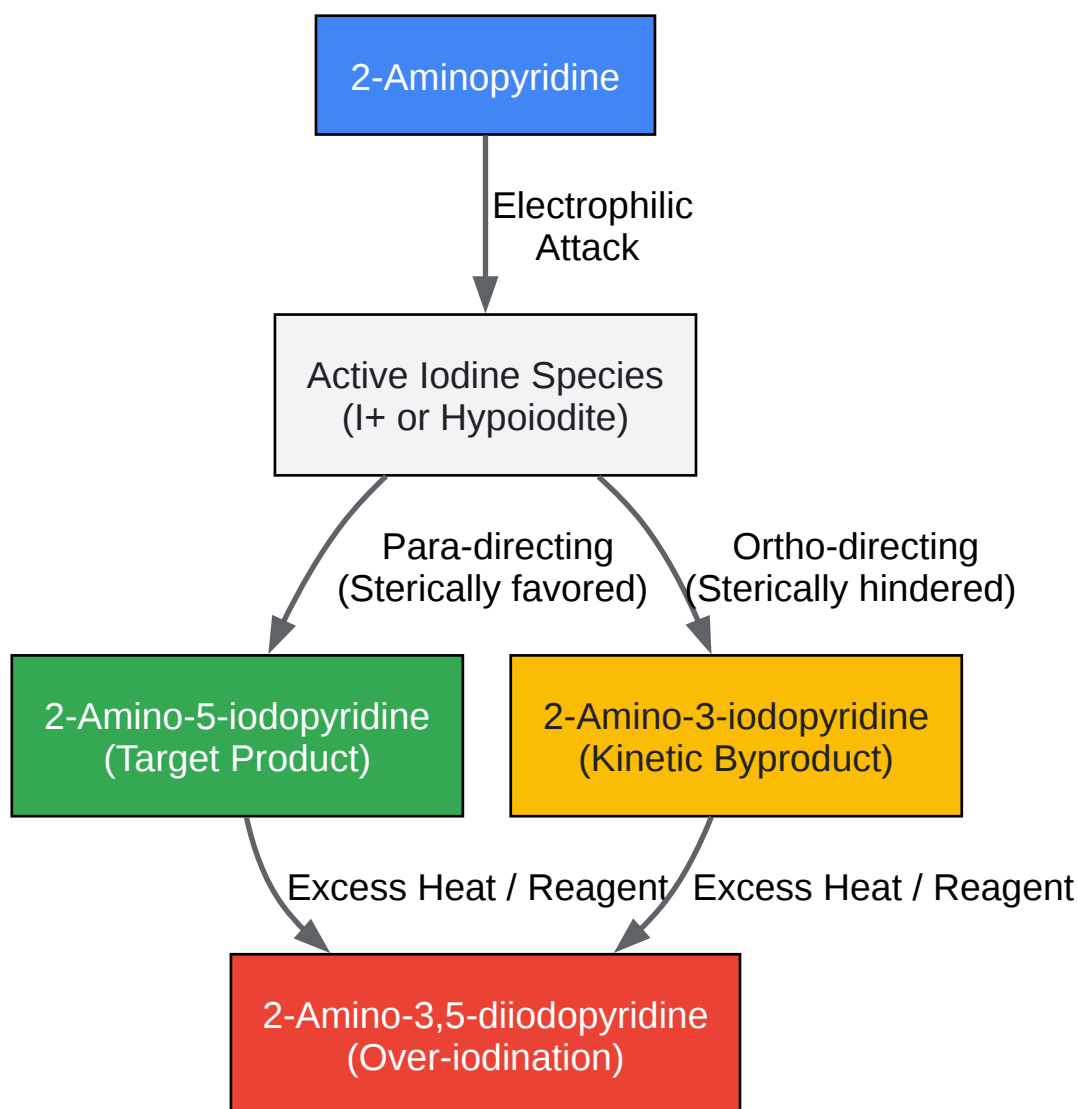 2-Aminopyridine
Electrophilic
Attack
Active Iodine Species
(I+ or Hypoiodite)
Para-directing
(Sterically favored)
Ortho-directing
(Sterically hindered)
2-Amino-5-iodopyridine
(Target Product)
2-Amino-3-iodopyridine
(Kinetic Byproduct)
Excess Heat / Reagent
Excess Heat / Reagent
2-Amino-3,5-diiodopyridine
(Over-iodination)